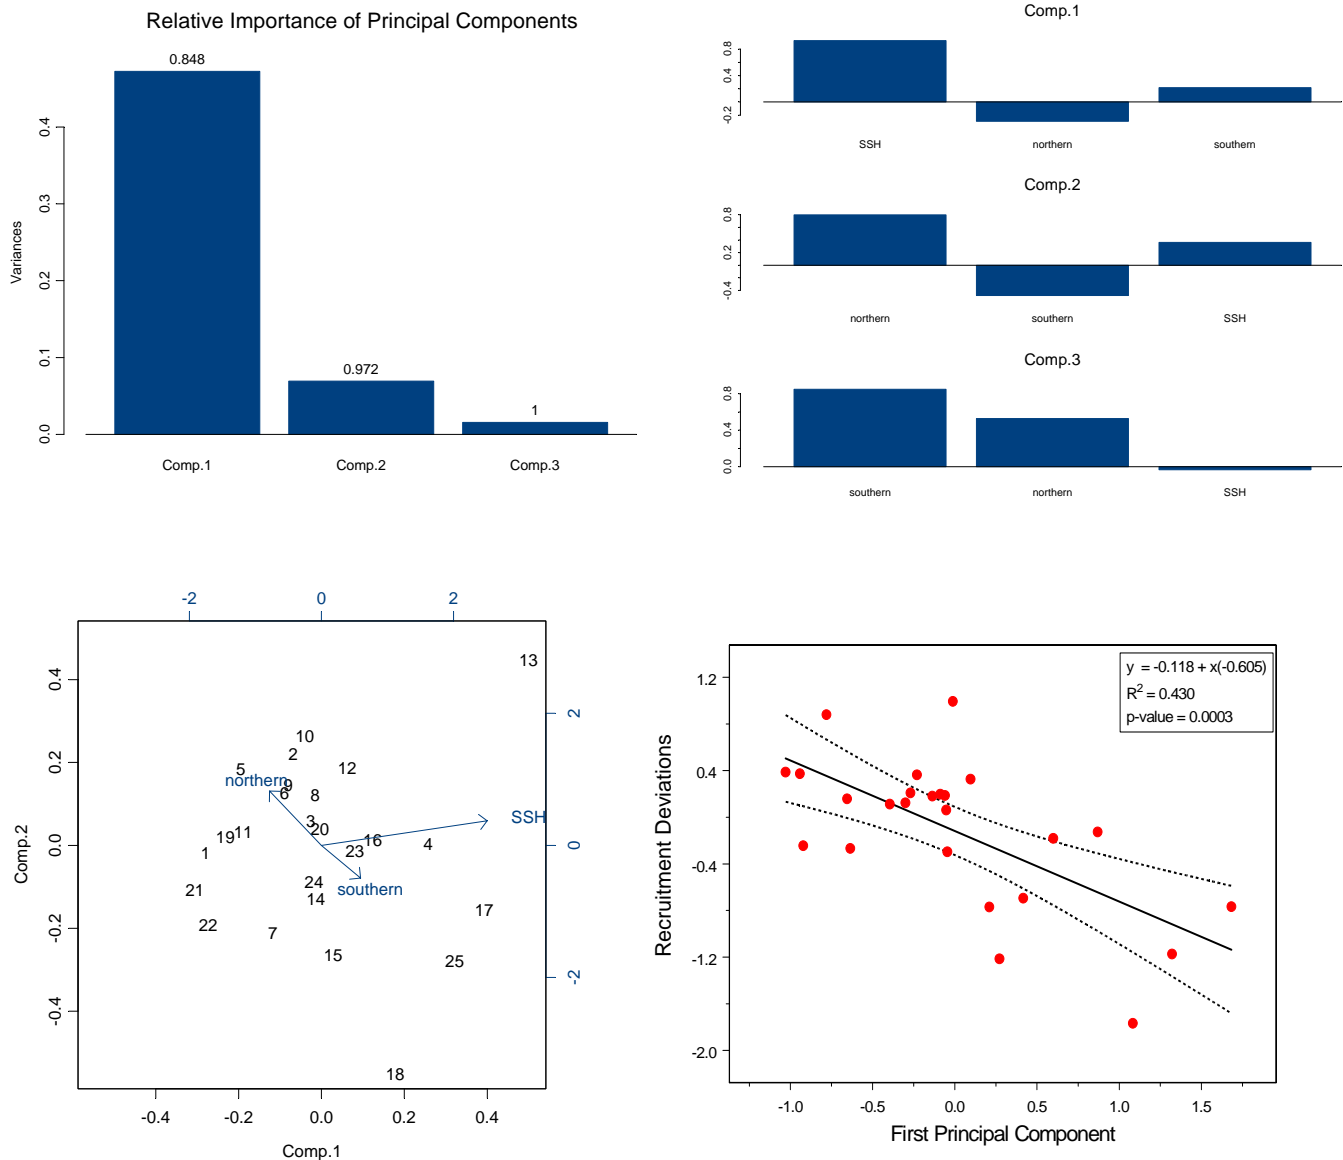 Relative Importance of Principal Components
0.848
0.972
1
Variances
0.0
0.1
0.2
0.3
0.4
Comp.1
Comp.2
Comp.3
Comp.1
-0.2
0.4
0.8
SSH
northern
southern
Comp.2
-0.4
0.2
0.8
northern
southern
SSH
Comp.3
0.0
0.4
0.8
southern
northern
SSH
-2
0
2
13
10
2
12
5
northern
9
6
8
3
20
SSH
19
11
16
4
1
23
24
southern
21
14
17
22
7
15
25
18
2
0
-2
Comp.2
0.4
0.2
0.0
-0.2
-0.4
-0.4
-0.2
0.0
0.2
0.4
Comp.1
y = -0.118 + x(-0.605)
R2 = 0.430
p-value = 0.0003
Recruitment Deviations
1.2
0.4
-0.4
-1.2
-2.0
-1.0
-0.5
0.0
0.5
1.0
1.5
First Principal Component